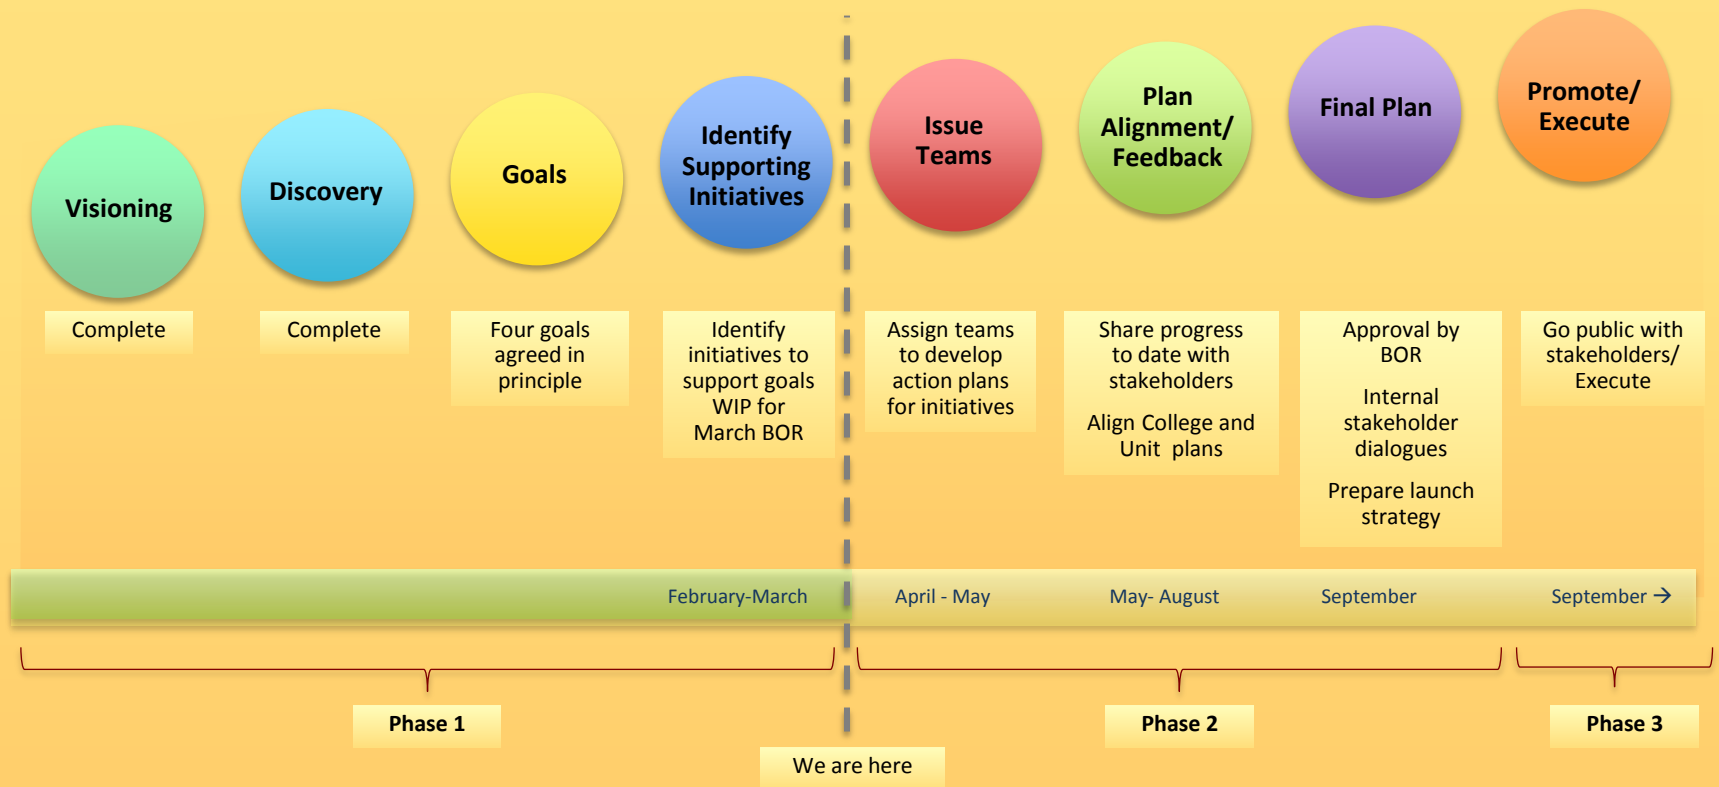 Visioning
Discovery
Goals
Identify
Supporting
Initiatives
Issue
Teams
Plan
Alignment/
Feedback
Final Plan
Promote/
Execute
Complete
Complete
Four goals
agreed in
principle
Identify
initiatives to
support goals
WIP for
March BOR
Assign teams
to develop
action plans
for initiatives
Share progress
to date with
stakeholders
Align College and
Unit plans
Approval by
BOR
Internal
stakeholder
dialogues
Prepare launch
strategy
Go public with
stakeholders/
Execute
February-March
April - May
May- August
September
September →
Phase 1
Phase 2
Phase 3
We are here